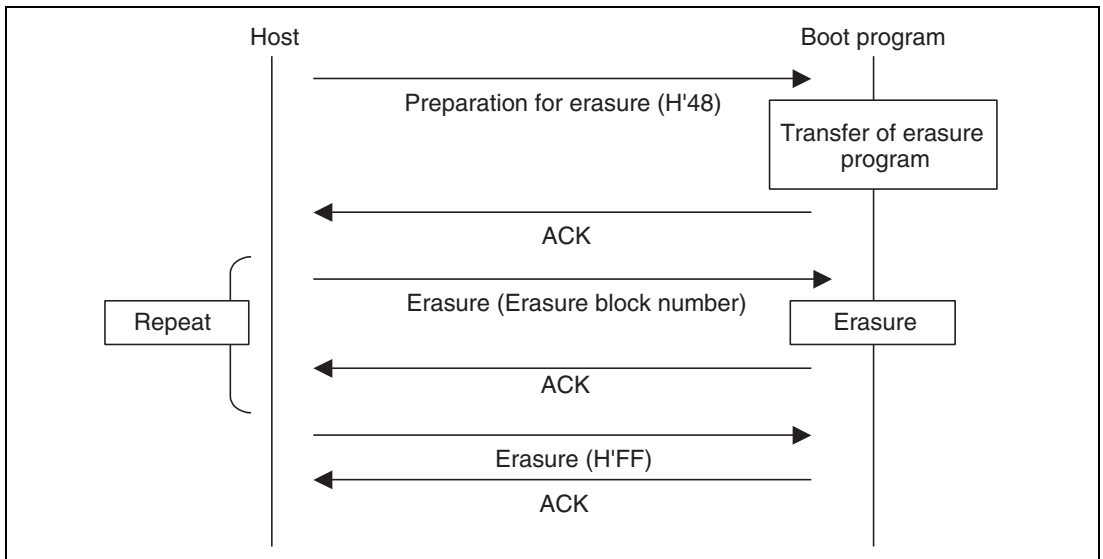 Host
Boot program
Preparation for erasure (H'48)
Transfer of erasure
program
ACK
Erasure (Erasure block number)
Repeat
Erasure
ACK
Erasure (H'FF)
ACK